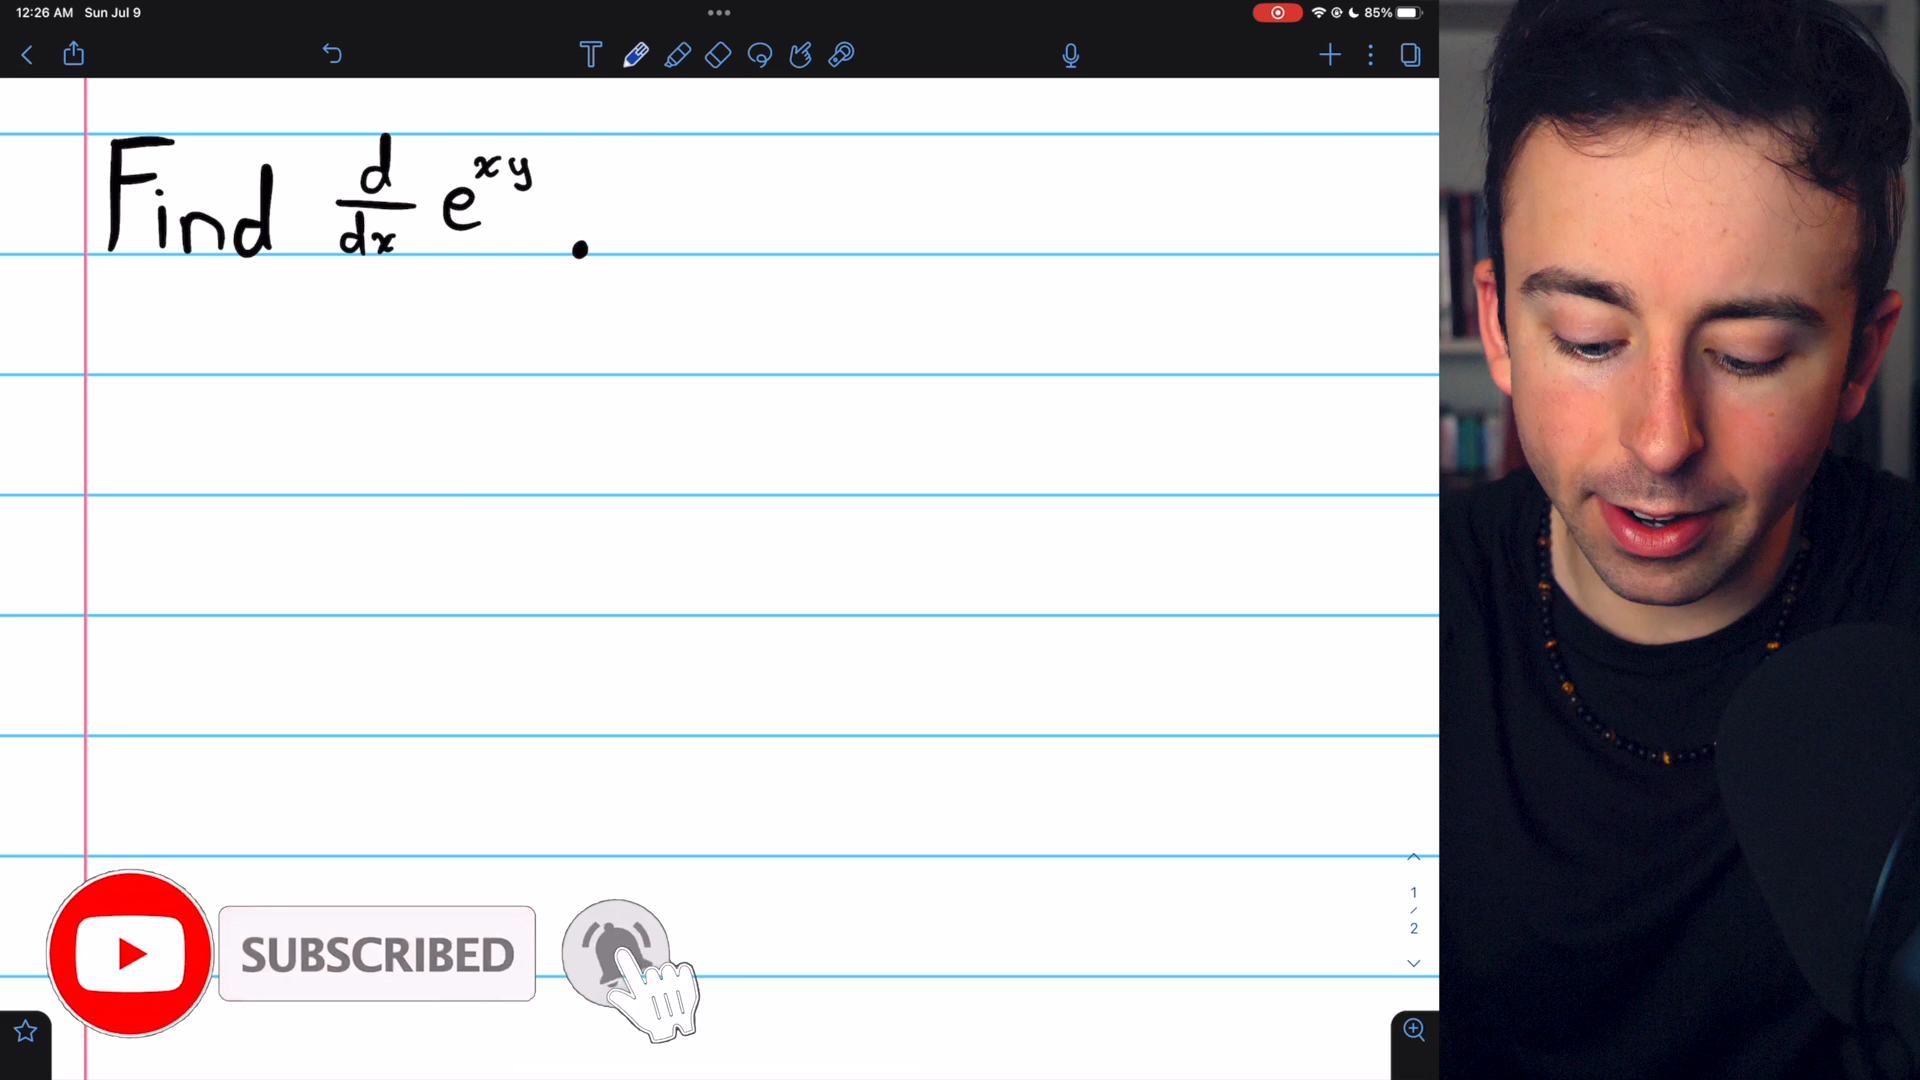 12:26 AM Sun Jul 9
85%
Find d/dx e^{xy}.
1
/
2
SUBSCRIBED